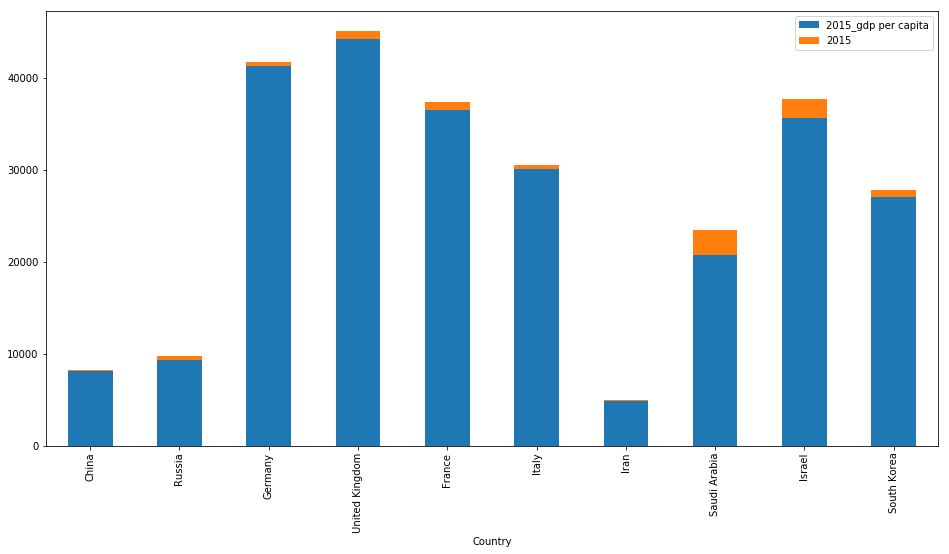 2015_gdp per capita
2015
40000
30000
20000
10000
0
China
Russia
Germany
United Kingdom
France
Italy
Iran
Saudi Arabia
Israel
South Korea
Country